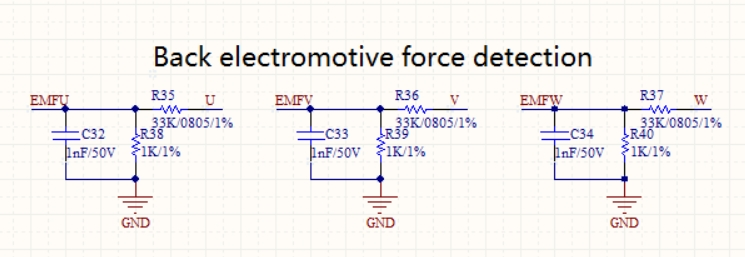 Back electromotive force detection
EMFU R35 U
33K/0805/1%
C32 R38
1nF/50V 1K/1%
GND
EMFV R36 V
33K/0805/1%
C33 R39
1nF/50V 1K/1%
GND
EMFW R37 W
33K/0805/1%
C34 R40
1nF/50V 1K/1%
GND